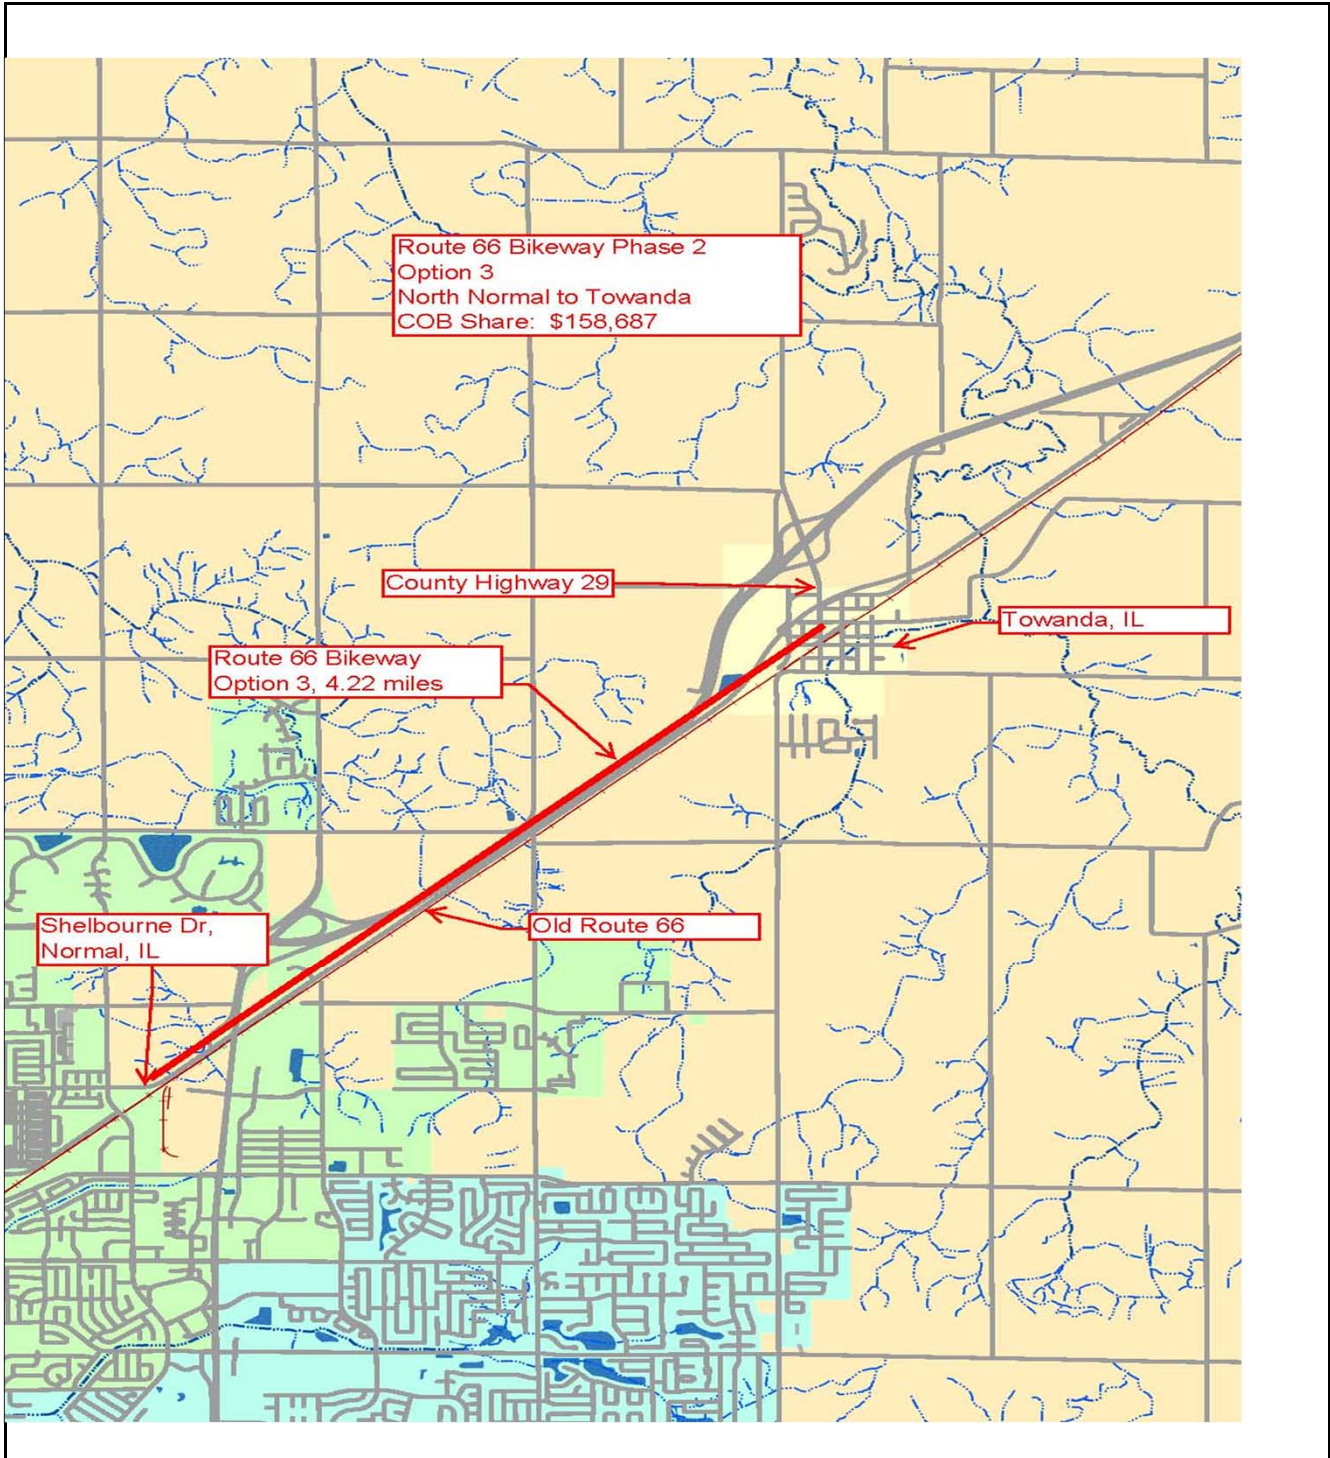 Route 66 Bikeway Phase 2
Option 3
North Normal to Towanda
COB Share: $158,687
County Highway 29
Towanda, IL
Route 66 Bikeway
Option 3, 4.22 miles
Shelbourne Dr,
Normal, IL
Old Route 66